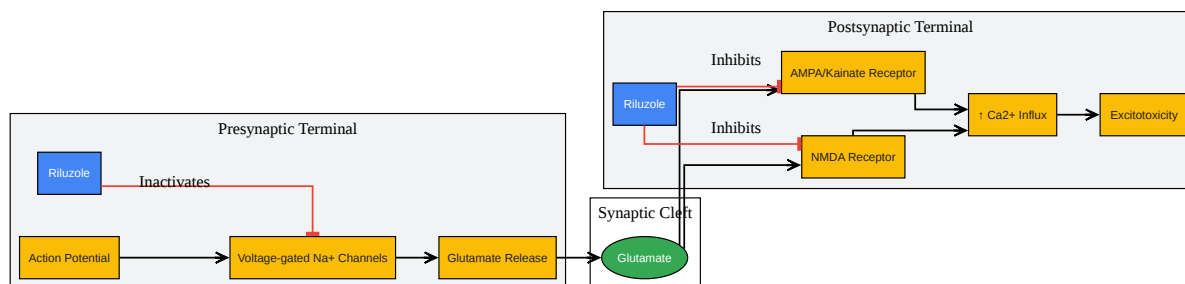 Postsynaptic Terminal
Inhibits
AMPA/Kainate Receptor
Riluzole
↑ Ca2+ Influx
Excitotoxicity
Inhibits
NMDA Receptor
Presynaptic Terminal
Riluzole
Inactivates
Synaptic Cleft
Action Potential
Voltage-gated Na+ Channels
Glutamate Release
Glutamate